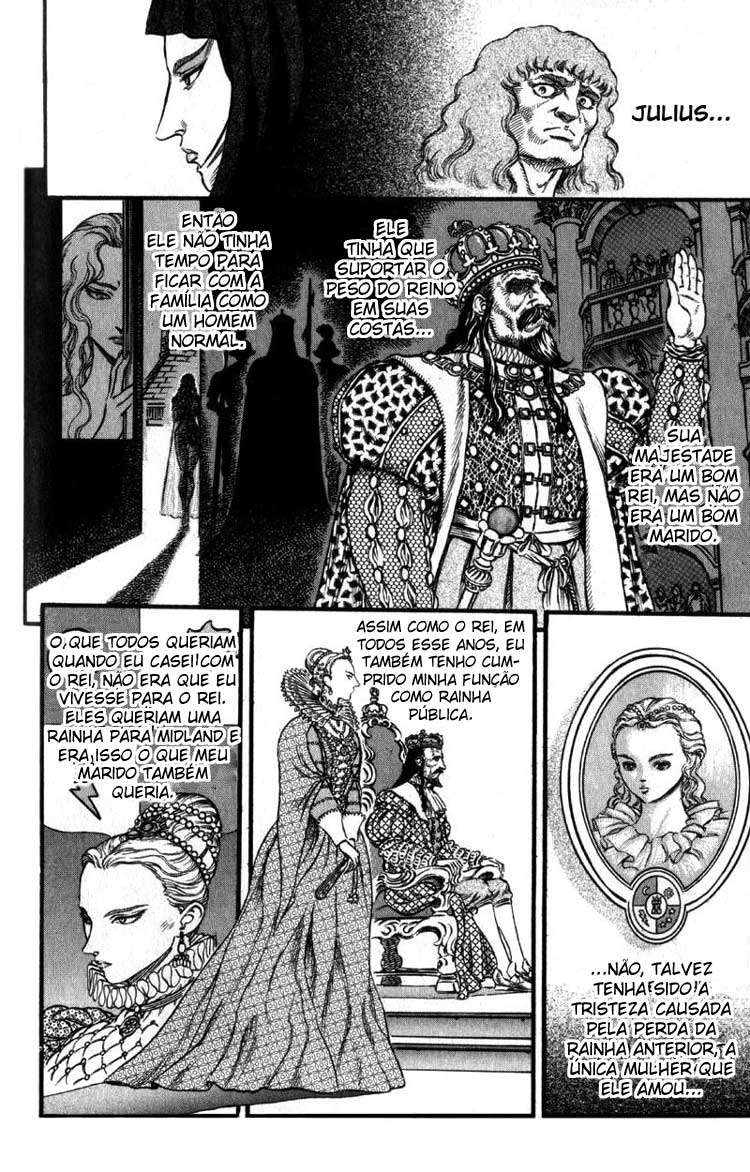 JULIUS...
ELE
TINHA QUE
SUPORTAR O
PESO DO REINO
EM SUAS
COSTAS...
ENTÃO
ELE NÃO TINHA
TEMPO PARA
FICAR COM A
FAMÍLIA COMO
UM HOMEM
NORMAL.
SUA
MAJESTADE
ERA UM BOM
REI, MAS NÃO
ERA UM BOM
MARIDO.
O QUE TODOS QUERIAM
QUANDO EU CASEI COM
O REI, NÃO ERA QUE EU
VIVESSE PARA O REI.
ELES QUERIAM UMA
RAINHA PARA MIDLAND E
ERA ISSO O QUE MEU
MARIDO TAMBÉM
QUERIA.
ASSIM COMO O REI, EM
TODOS ESSE ANOS, EU
TAMBÉM TENHO CUM-
PRIDO MINHA FUNÇÃO
COMO RAINHA
PÚBLICA.
...NÃO, TALVEZ
TENHA SIDO A
TRISTEZA CAUSADA
PELA PERDA DA
RAINHA ANTERIOR, A
ÚNICA MULHER QUE
ELE AMOU...